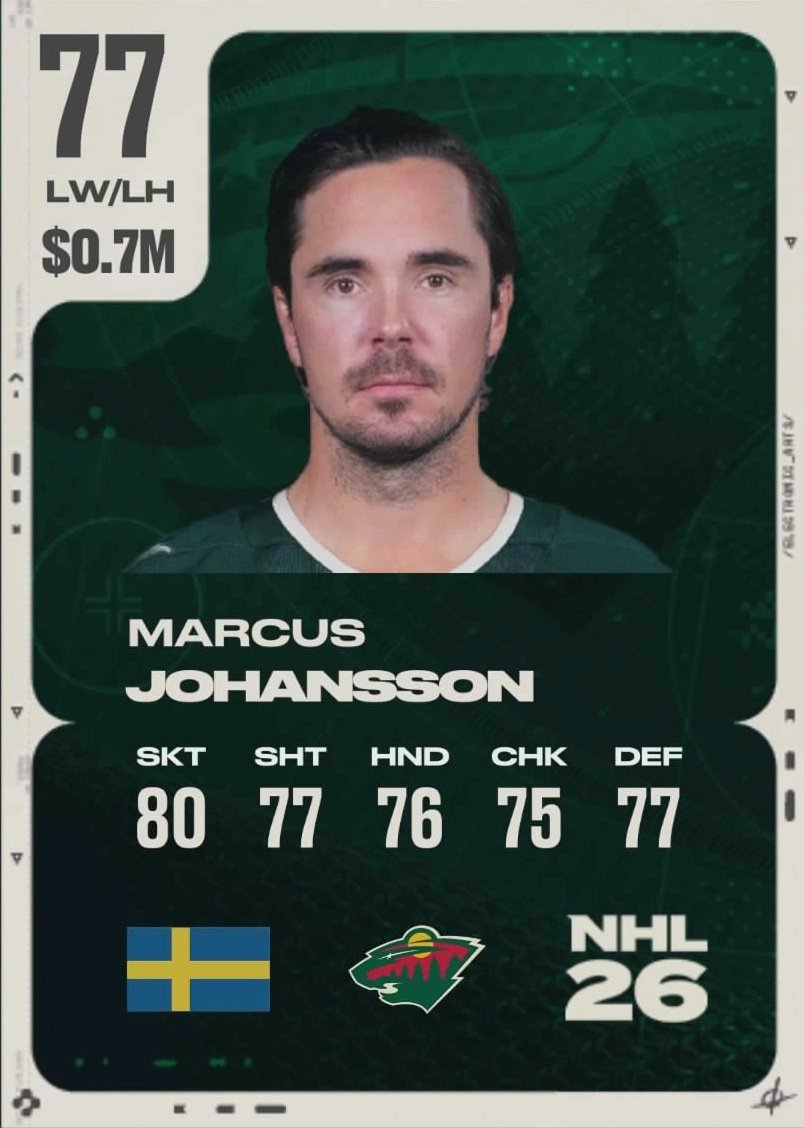 77
LW/LH
$0.7M
/ELECTRONIC_ARTS/
MARCUS
JOHANSSON
SKT SHT HND CHK DEF
80 77 76 75 77
NHL
26